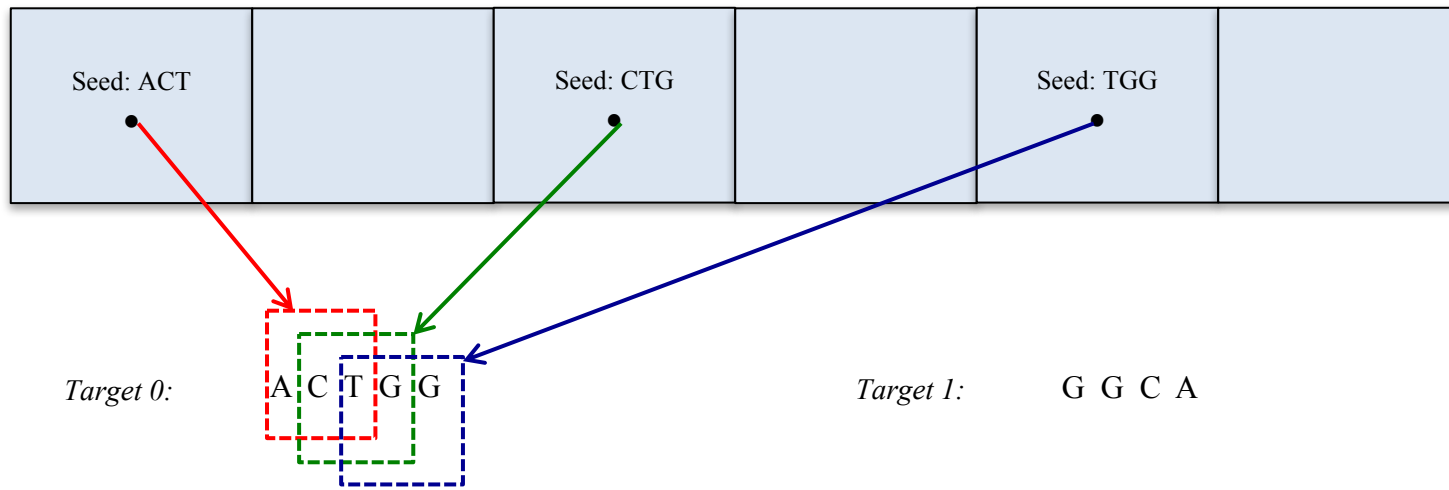 Seed: ACT
Seed: CTG
Seed: TGG
Target 0: A C T G G
Target 1: G G C A